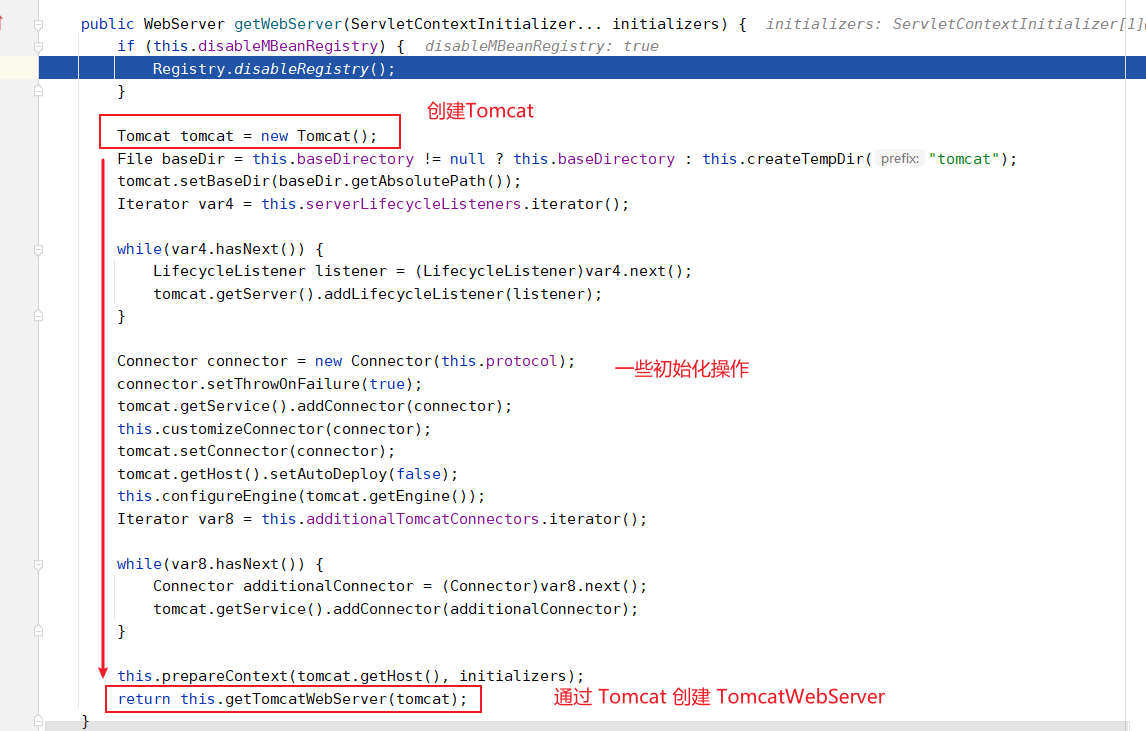 public WebServer getWebServer(ServletContextInitializer... initializers) {  initializers: ServletContextInitializer[1]
if (this.disableMBeanRegistry) {  disableMBeanRegistry: true
Registry.disableRegistry();
}
创建Tomcat
Tomcat tomcat = new Tomcat();
File baseDir = this.baseDirectory != null ? this.baseDirectory : this.createTempDir( prefix: "tomcat");
tomcat.setBaseDir(baseDir.getAbsolutePath());
Iterator var4 = this.serverLifecycleListeners.iterator();
while(var4.hasNext()) {
LifecycleListener listener = (LifecycleListener)var4.next();
tomcat.getServer().addLifecycleListener(listener);
}
Connector connector = new Connector(this.protocol);
一些初始化操作
connector.setThrowOnFailure(true);
tomcat.getService().addConnector(connector);
this.customizeConnector(connector);
tomcat.setConnector(connector);
tomcat.getHost().setAutoDeploy(false);
this.configureEngine(tomcat.getEngine());
Iterator var8 = this.additionalTomcatConnectors.iterator();
while(var8.hasNext()) {
Connector additionalConnector = (Connector)var8.next();
tomcat.getService().addConnector(additionalConnector);
}
this.prepareContext(tomcat.getHost(), initializers);
return this.getTomcatWebServer(tomcat);
通过 Tomcat 创建 TomcatWebServer
}